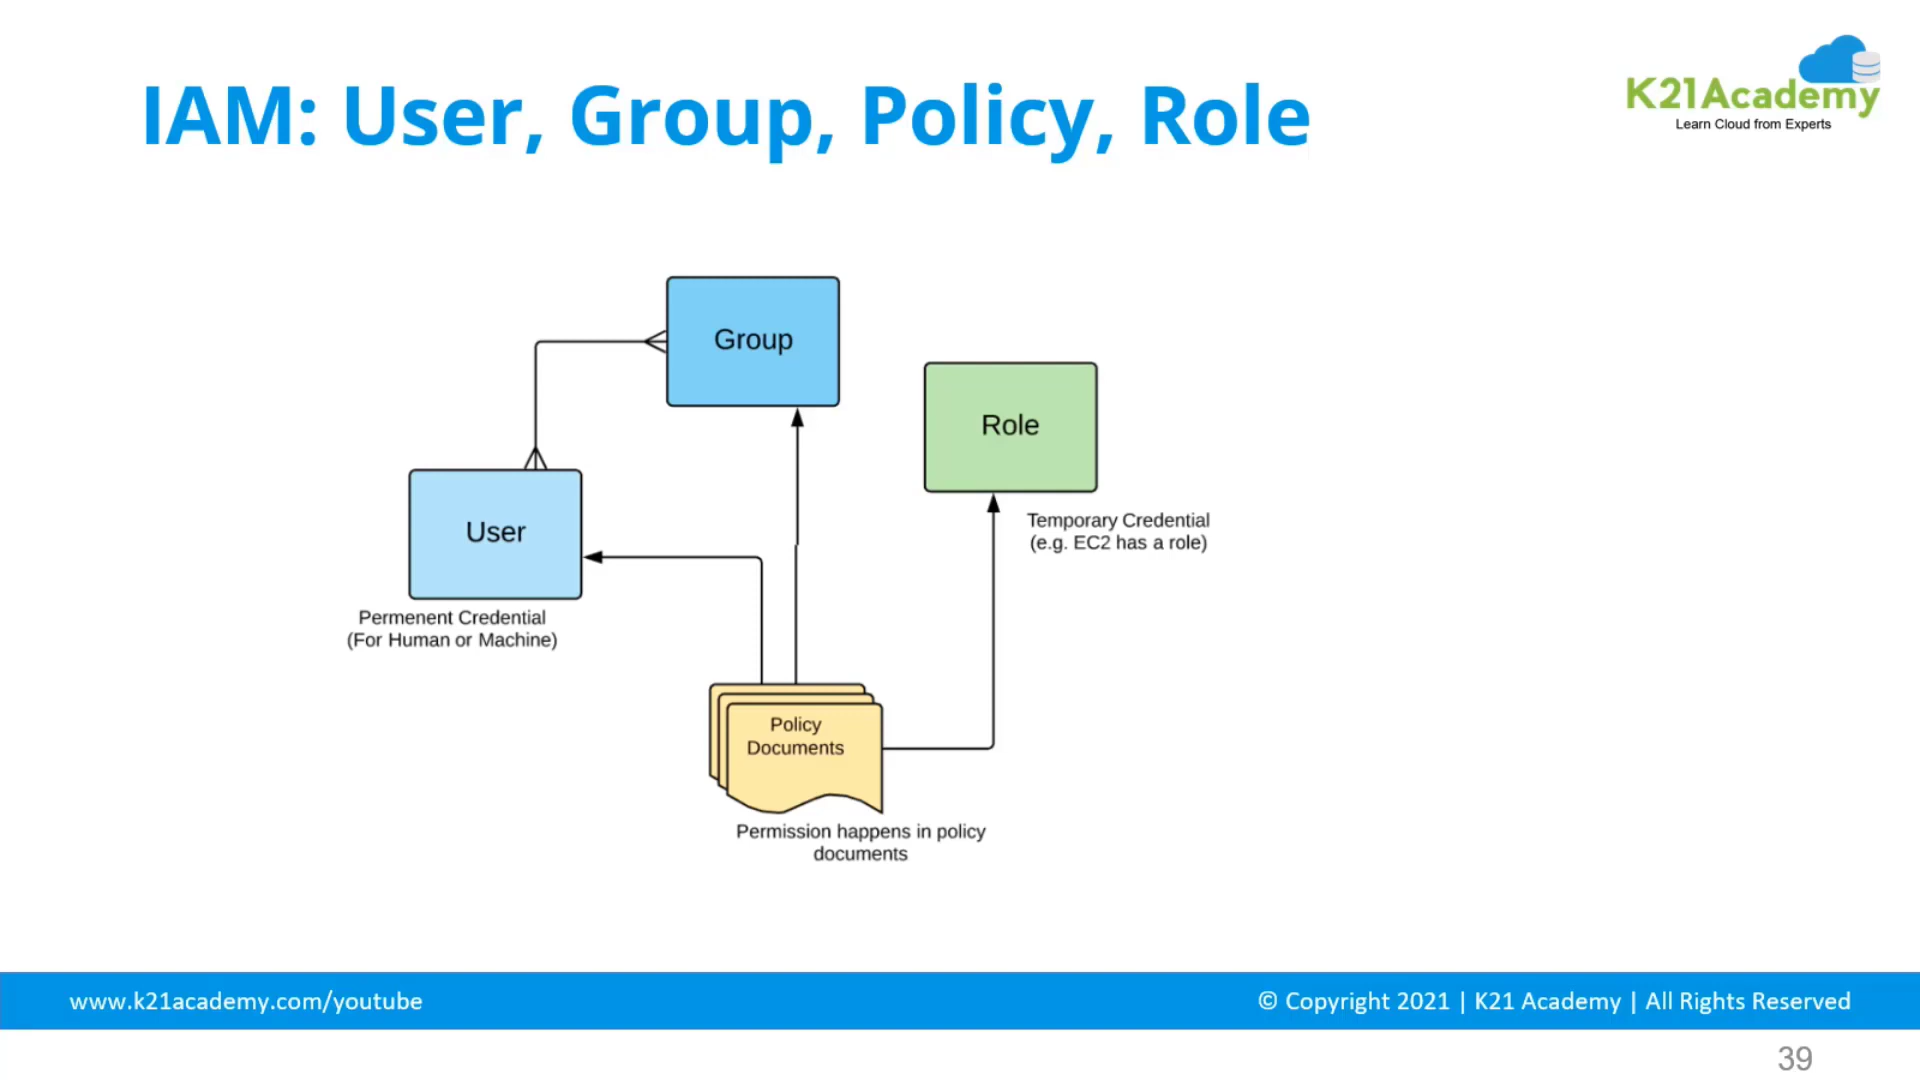 IAM: User, Group, Policy, Role
K21Academy
Learn Cloud from Experts
Group
Role
Temporary Credential
(e.g. EC2 has a role)
User
Permenent Credential
(For Human or Machine)
Policy
Documents
Permission happens in policy
documents
www.k21academy.com/youtube
© Copyright 2021 | K21 Academy | All Rights Reserved
39